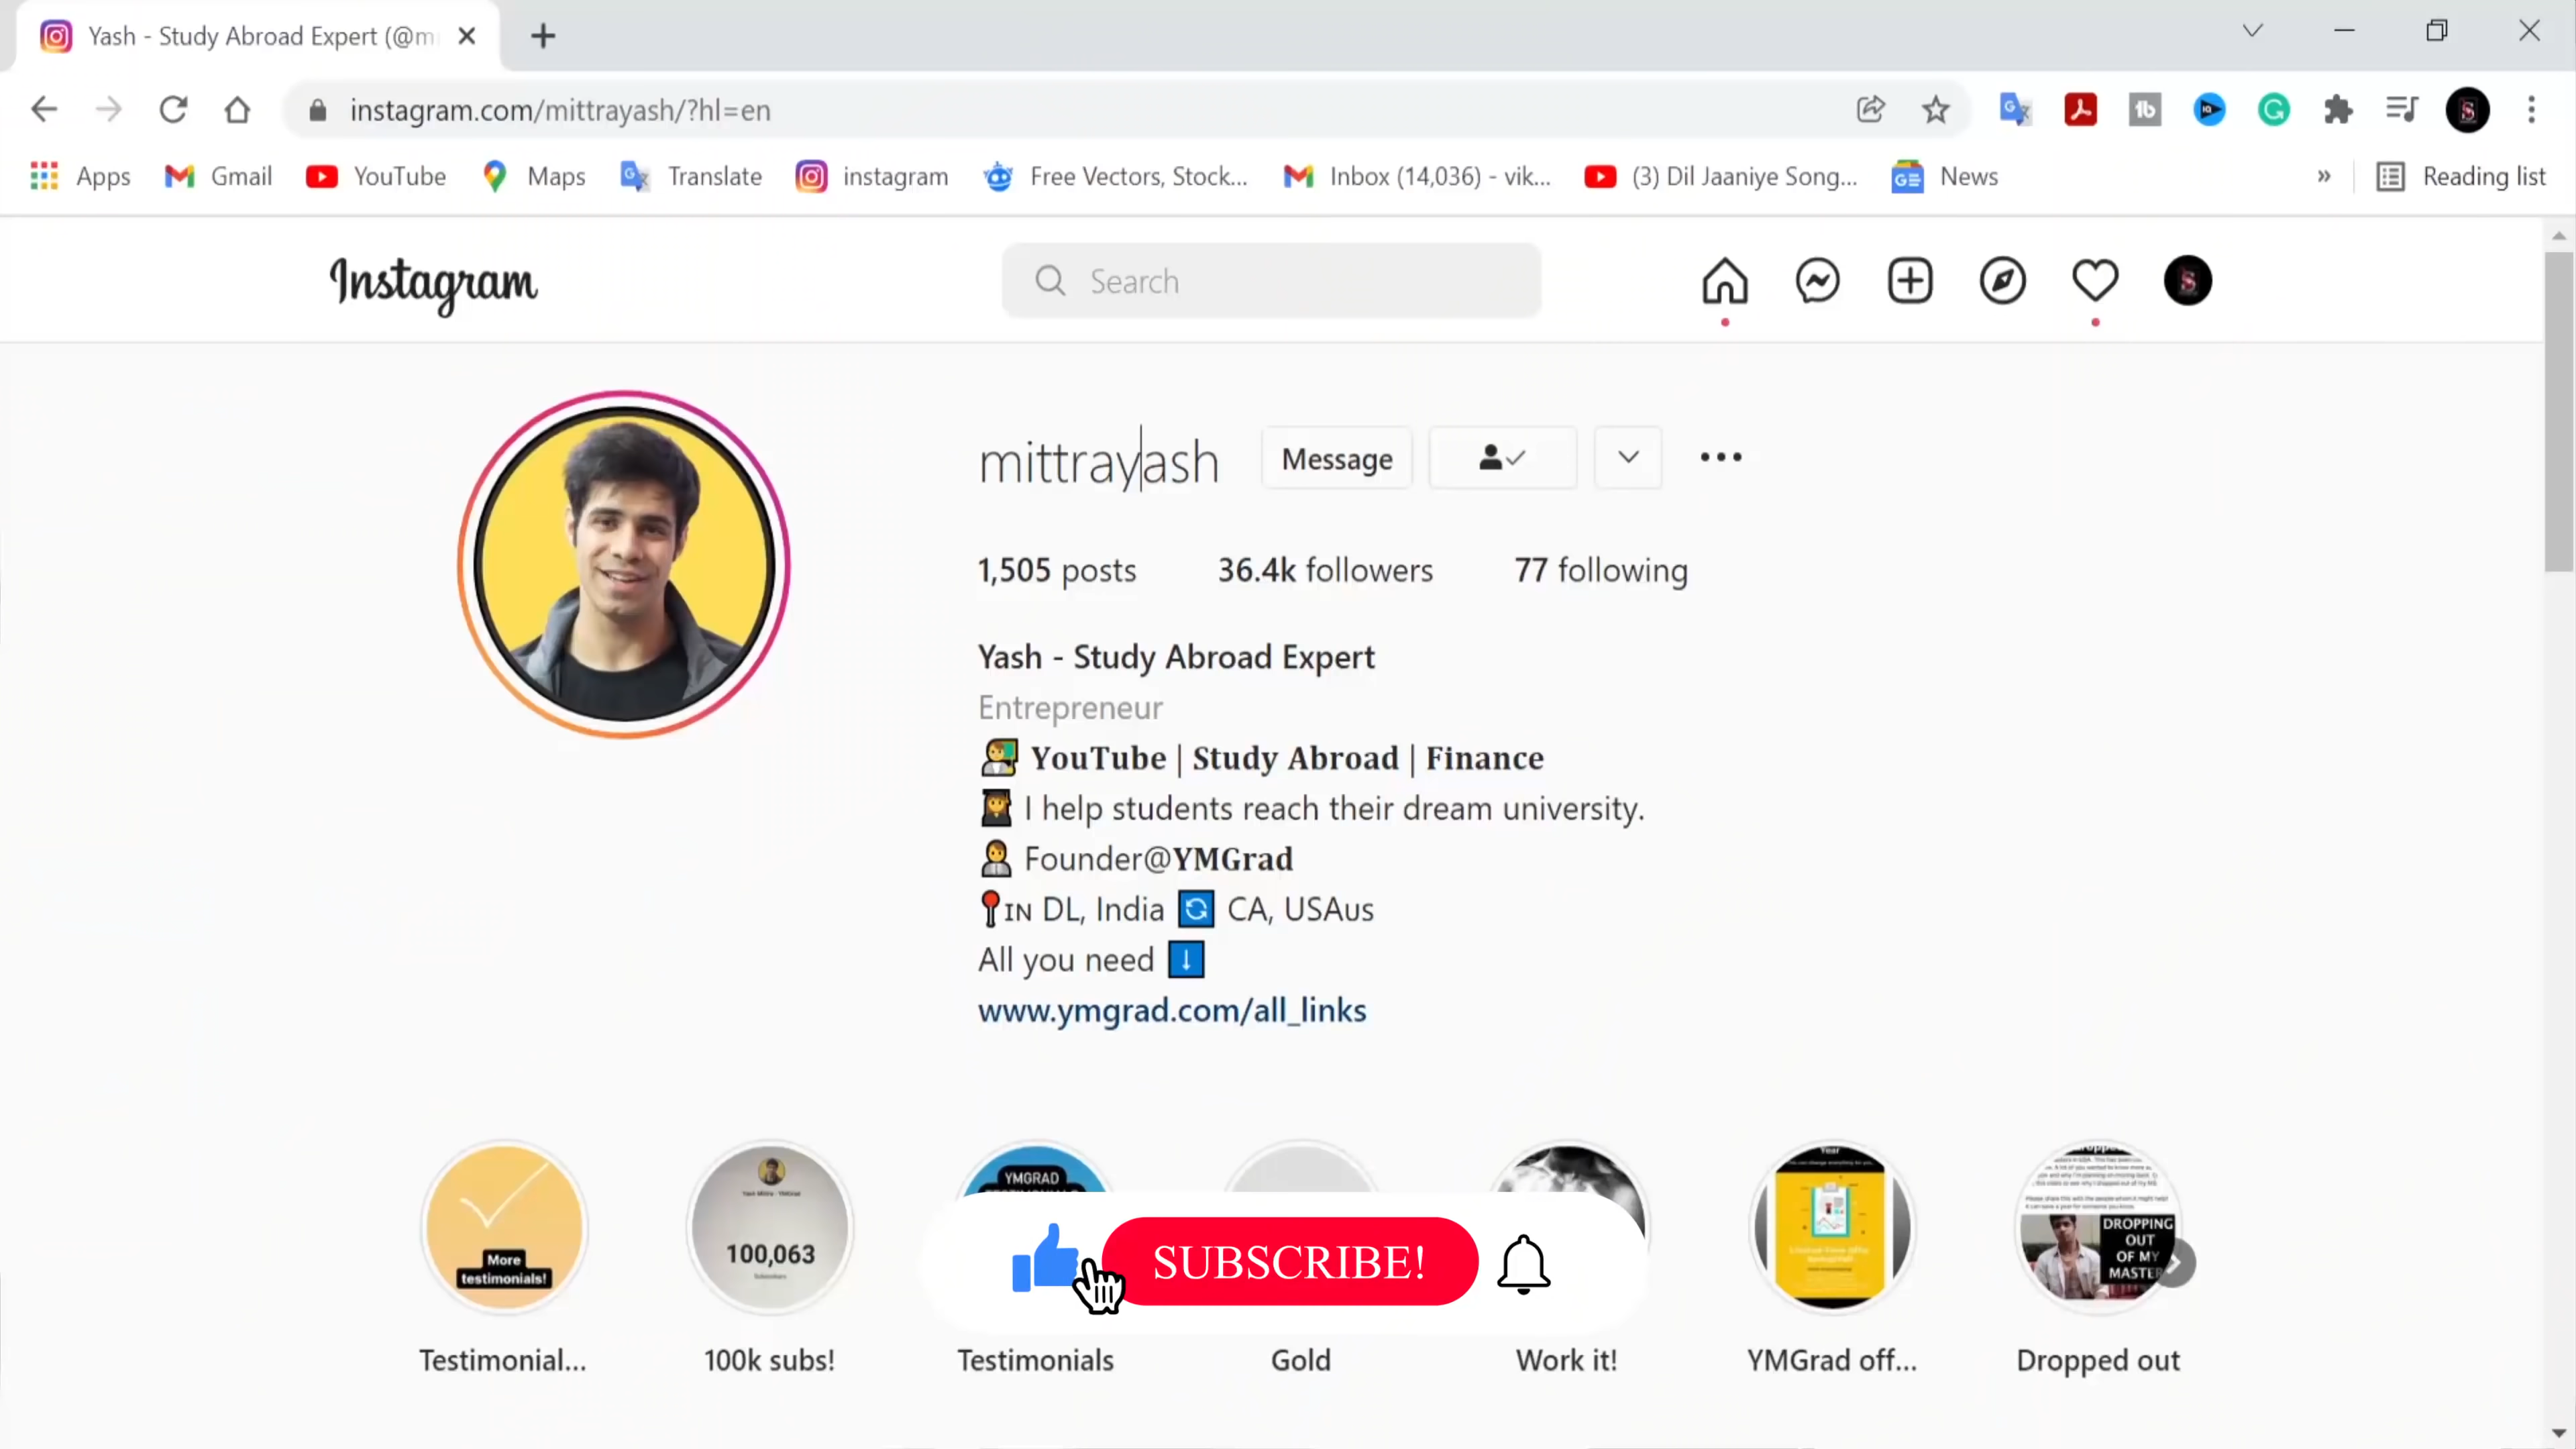 Yash - Study Abroad Expert (@m
instagram.com/mittrayash/?hl=en
Apps Gmail YouTube Maps Translate instagram Free Vectors, Stock... Inbox (14,036) - vik... (3) Dil Jaaniye Song... News » Reading list
Instagram Search
mittrayash Message
1,505 posts 36.4k followers 77 following
Yash - Study Abroad Expert
Entrepreneur
YouTube | Study Abroad | Finance
I help students reach their dream university.
Founder@YMGrad
IN DL, India CA, USAus
All you need
www.ymgrad.com/all_links
More
testimonials!
100,063
YMGRAD
DROPPING
OUT
OF MY
MASTER
SUBSCRIBE!
Testimonial... 100k subs! Testimonials Gold Work it! YMGrad off... Dropped out